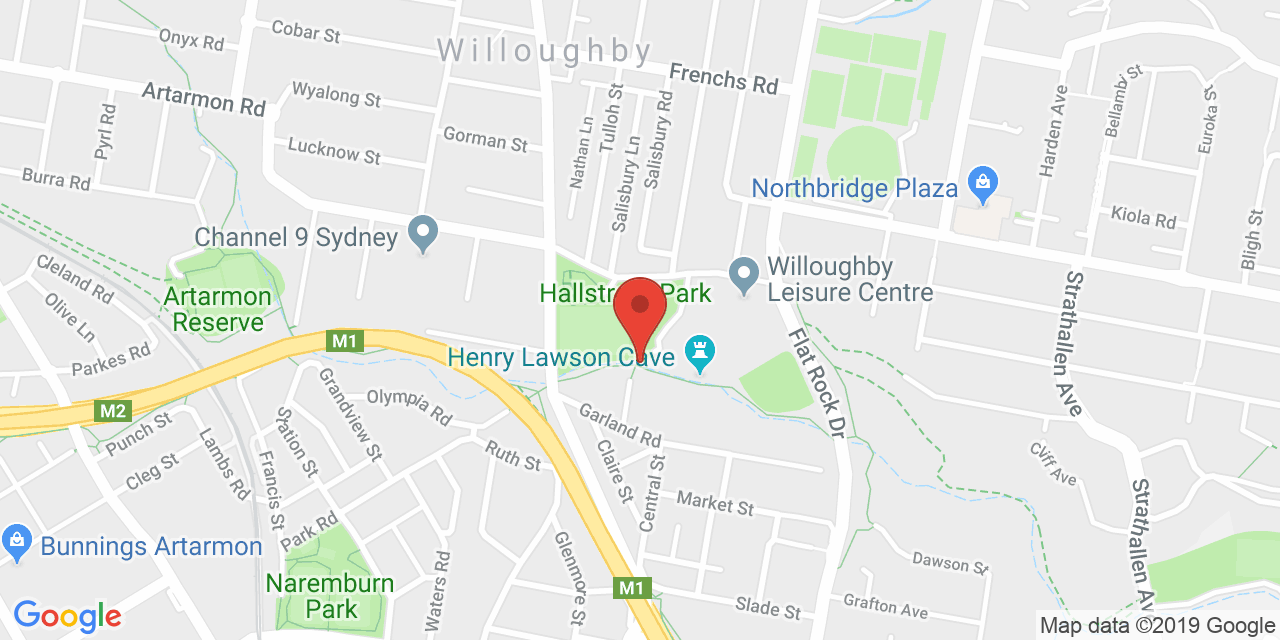 Onyx Rd
Cobar St
Willoughby
Frenchs Rd
Artarmon Rd
Wyalong St
Gorman St
Lucknow St
Pyrl Rd
Burra Rd
Nathan Ln
Tulloh St
Salisbury Ln
Salisbury Rd
Harden Ave
Bellambi St
Euroka St
Northbridge Plaza
Kiola Rd
Bligh St
Channel 9 Sydney
Willoughby
Leisure Centre
Cleland Rd
Olive Ln
Parkes Rd
Artarmon
Reserve
M1
Henry Lawson Cave
Flat Rock Dr
Strathallen Ave
M2
Punch St
Cleg St
Lambs Rd
Francis St
Station St
Grandview St
Olympia Rd
Ruth St
Garland Rd
Claire St
Central St
Market St
Cliff Ave
Strathallen Av
Park Rd
Bunnings Artarmon
Naremburn
Park
Waters Rd
Glenmore St
M1
Slade St
Dawson St
Grafton Ave
Google
Map data ©2019 Google